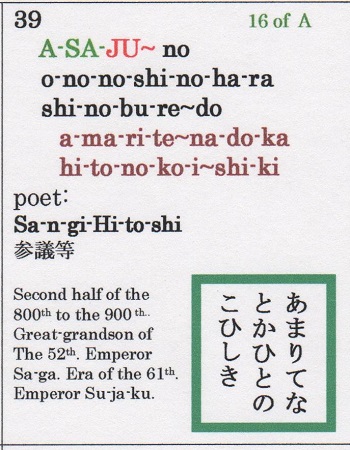 39
16 of A
A-SA-JU~ no
o-no-no-shi-no-ha-ra
shi-no-bu-re~do
a-ma-ri-te~na-do-ka
hi-to-no-ko-i~shi-ki
poet:
Sa-n-gi-Hi-to-shi
参議等
Second half of the
800th to the 900th..
Great-grandson of
The 52th. Emperor
Sa-ga. Era of the 61th.
Emperor Su-ja-ku.
あまりてな
とかひとの
こひしき